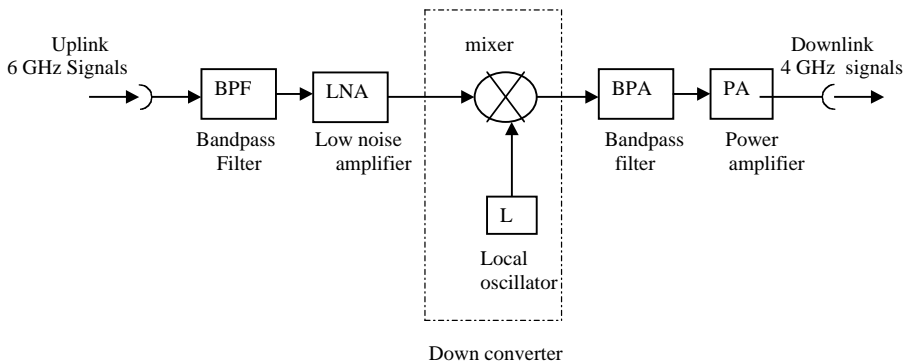 Uplink
6 GHz Signals
BPF
Bandpass
Filter
LNA
Low noise
amplifier
mixer
L
Local
oscillator
Down converter
BPA
Bandpass
filter
PA
Power
amplifier
Downlink
4 GHz signals